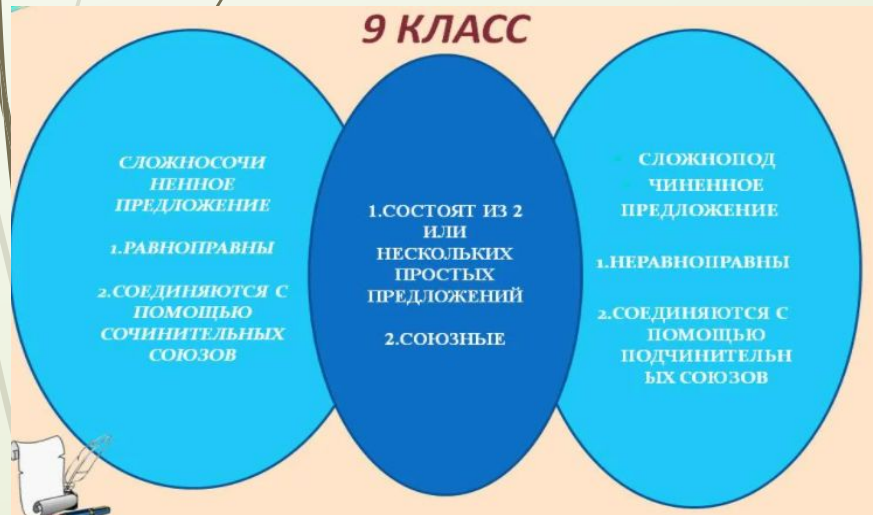 9 КЛАСС
СЛОЖНОСОЧИ
НЕННОЕ
ПРЕДЛОЖЕНИЕ
1.РАВНОПРАВНЫ
2.СОЕДИНЯЮТСЯ С
ПОМОЩЬЮ
СОЧИНИТЕЛЬНЫХ
СОЮЗОВ
1.СОСТОЯТ ИЗ 2
ИЛИ
НЕСКОЛЬКИХ
ПРОСТЫХ
ПРЕДЛОЖЕНИЙ
2.СОЮЗНЫЕ
СЛОЖНОПОД
ЧИНЕННОЕ
ПРЕДЛОЖЕНИЕ
1.НЕРАВНОПРАВНЫ
2.СОЕДИНЯЮТСЯ С
ПОМОЩЬЮ
ПОДЧИНИТЕЛЬН
ЫХ СОЮЗОВ